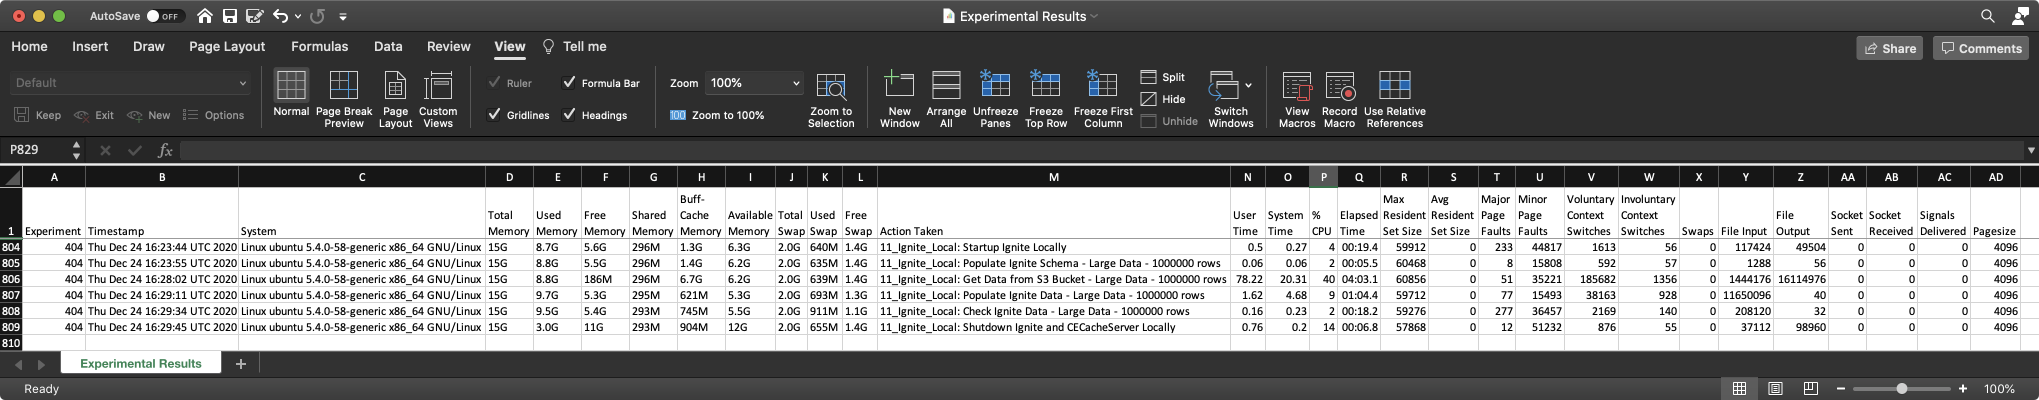 AutoSave OFF Experimental Results
Home Insert Draw Page Layout Formulas Data Review View Tell me Share Comments
Default Ruler Formula Bar Zoom 100% Split
Keep Exit New Options Normal Page Break Preview Page Layout Custom Views Gridlines Headings 100 Zoom to 100% Zoom to Selection New Window Arrange All Unfreeze Panes Freeze Top Row Freeze First Column Hide Unhide Switch Windows View Macros Record Macro Use Relative References
P829 fx
A B C D E F G H I J K L M N O P Q R S T U V W X Y Z AA AB AC AD
1 Experiment Timestamp System Total Memory Used Memory Free Memory Shared Memory Buff-Cache Memory Available Memory Total Swap Used Swap Free Swap Action Taken User Time System Time % CPU Elapsed Time Max Resident Set Size Avg Resident Set Size Major Page Faults Minor Page Faults Voluntary Context Switches Involuntary Context Switches Swaps File Input File Output Socket Sent Socket Received Signals Delivered Pagesize
804 404 Thu Dec 24 16:23:44 UTC 2020 Linux ubuntu 5.4.0-58-generic x86_64 GNU/Linux 15G 8.7G 5.6G 296M 1.3G 6.3G 2.0G 640M 1.4G 11_Ignite_Local: Startup Ignite Locally 0.5 0.27 4 00:19.4 59912 0 233 44817 1613 56 0 117424 49504 0 0 0 4096
805 404 Thu Dec 24 16:23:55 UTC 2020 Linux ubuntu 5.4.0-58-generic x86_64 GNU/Linux 15G 8.8G 5.5G 296M 1.4G 6.2G 2.0G 635M 1.4G 11_Ignite_Local: Populate Ignite Schema - Large Data - 1000000 rows 0.06 0.06 2 00:05.5 60468 0 8 15808 592 57 0 1288 56 0 0 0 4096
806 404 Thu Dec 24 16:28:02 UTC 2020 Linux ubuntu 5.4.0-58-generic x86_64 GNU/Linux 15G 8.8G 186M 296M 6.7G 6.2G 2.0G 639M 1.4G 11_Ignite_Local: Get Data from S3 Bucket - Large Data - 1000000 rows 78.22 20.31 40 04:03.1 60856 0 51 35221 185682 1356 0 1444176 16114976 0 0 0 4096
807 404 Thu Dec 24 16:29:11 UTC 2020 Linux ubuntu 5.4.0-58-generic x86_64 GNU/Linux 15G 9.7G 5.3G 295M 621M 5.3G 2.0G 693M 1.3G 11_Ignite_Local: Populate Ignite Data - Large Data - 1000000 rows 1.62 4.68 9 01:04.4 59712 0 77 15493 38163 928 0 11650096 40 0 0 0 4096
808 404 Thu Dec 24 16:29:34 UTC 2020 Linux ubuntu 5.4.0-58-generic x86_64 GNU/Linux 15G 9.5G 5.4G 293M 745M 5.5G 2.0G 911M 1.1G 11_Ignite_Local: Check Ignite Data - Large Data - 1000000 rows 0.16 0.23 2 00:18.2 59276 0 277 36457 2169 140 0 208120 32 0 0 0 4096
809 404 Thu Dec 24 16:29:45 UTC 2020 Linux ubuntu 5.4.0-58-generic x86_64 GNU/Linux 15G 3.0G 11G 293M 904M 12G 2.0G 655M 1.4G 11_Ignite_Local: Shutdown Ignite and CECacheServer Locally 0.76 0.2 14 00:06.8 57868 0 12 51232 876 55 0 37112 98960 0 0 0 4096
810
Experimental Results +
Ready 100%